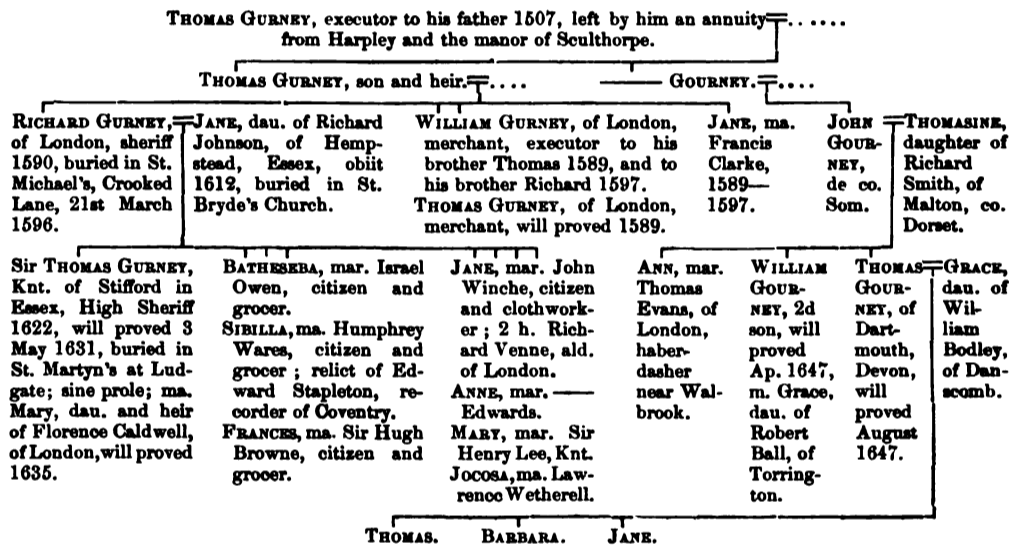 THOMAS GURNEY, executor to his father 1507, left by him an annuity=. . . . . .
from Harpley and the manor of Sculthorpe.
THOMAS GURNEY, son and heir.=. . . .
—— GOURNEY.=. . . .
RICHARD GURNEY,=
of London, sheriff
1590, buried in St.
Michael's, Crooked
Lane, 21st March
1596.
JANE, dau. of Richard
Johnson, of Hemp-
stead, Essex, obiit
1612, buried in St.
Bryde's Church.
WILLIAM GURNEY, of London,
merchant, executor to his
brother Thomas 1589, and to
his brother Richard 1597.
THOMAS GURNEY, of London,
merchant, will proved 1589.
JANE, ma.
Francis
Clarke,
1589—
1597.
JOHN =
GOUR-
NEY,
de co.
Som.
THOMASINE,
daughter of
Richard
Smith, of
Malton, co.
Dorset.
Sir THOMAS GURNEY,
Knt. of Stifford in
Essex, High Sheriff
1622, will proved 3
May 1631, buried in
St. Martyn's at Lud-
gate; sine prole; ma.
Mary, dau. and heir
of Florence Caldwell,
of London, will proved
1635.
BATHESEBA, mar. Israel
Owen, citizen and
grocer.
SIBILLA, ma. Humphrey
Wares, citizen and
grocer; relict of Ed-
ward Stapleton, re-
corder of Coventry.
FRANCES, ma. Sir Hugh
Browne, citizen and
grocer.
JANE, mar. John
Winche, citizen
and clothwork-
er; 2 h. Rich-
ard Venne, ald.
of London.
ANNE, mar. ——
Edwards.
MARY, mar. Sir
Henry Lee, Knt.
JOCOSA, ma. Law-
rence Wetherell.
ANN, mar.
Thomas
Evans, of
London,
haber-
dasher
near Wal-
brook.
WILLIAM
GOUR-
NEY, 2d
son, will
proved
Ap. 1647,
m. Grace,
dau. of
Robert
Ball, of
Torring-
ton.
THOMAS=
GOUR-
NEY, of
Dart-
mouth,
Devon,
will
proved
August
1647.
GRACE,
dau. of
Wil-
liam
Bodley,
of Dan-
scomb.
THOMAS. BARBARA. JANE.